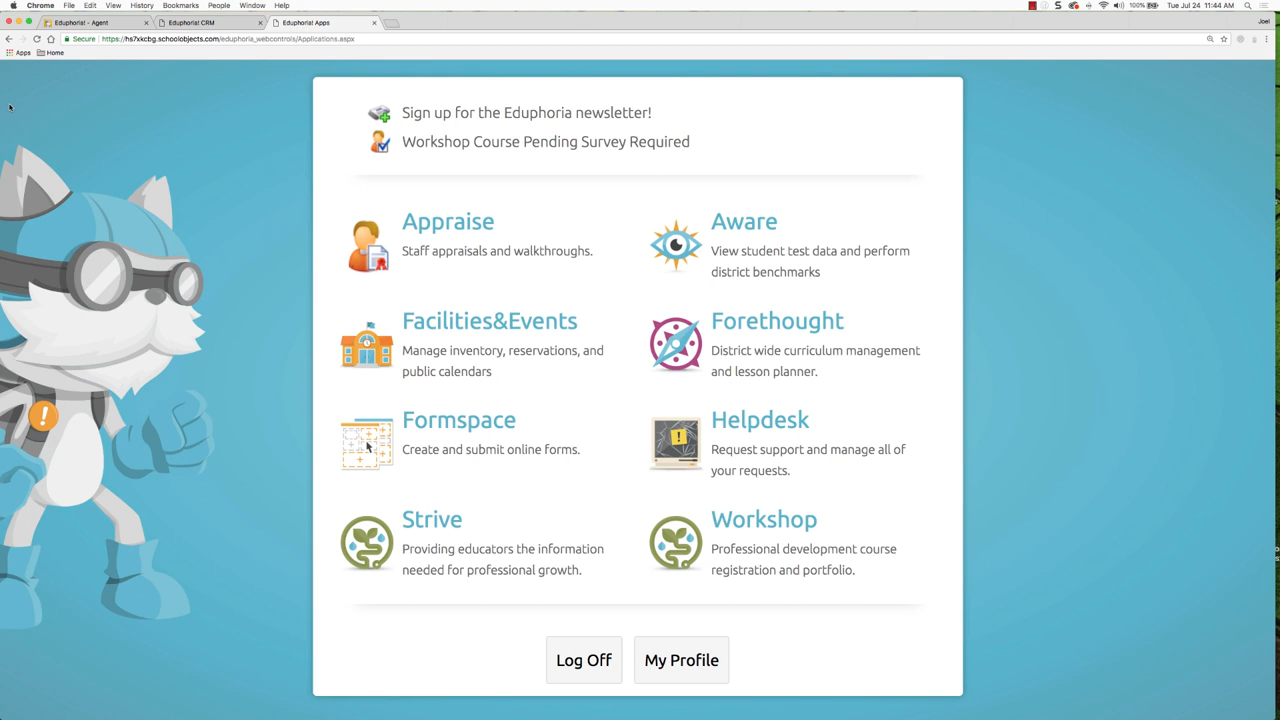 Chrome File Edit View History Bookmarks People Window Help 100% Tue Jul 24 11:44 AM
Eduphoria! - Agent Eduphoria! CRM Eduphoria! Apps Joel
Secure https://hs7xkcbg.schoolobjects.com/eduphoria_webcontrols/Applications.aspx
Apps Home
Sign up for the Eduphoria newsletter!
Workshop Course Pending Survey Required
Appraise
Staff appraisals and walkthroughs.
Aware
View student test data and perform
district benchmarks
Facilities&Events
Manage inventory, reservations, and
public calendars
Forethought
District wide curriculum management
and lesson planner.
Formspace
Create and submit online forms.
Helpdesk
Request support and manage all of
your requests.
Strive
Providing educators the information
needed for professional growth.
Workshop
Professional development course
registration and portfolio.
Log Off My Profile